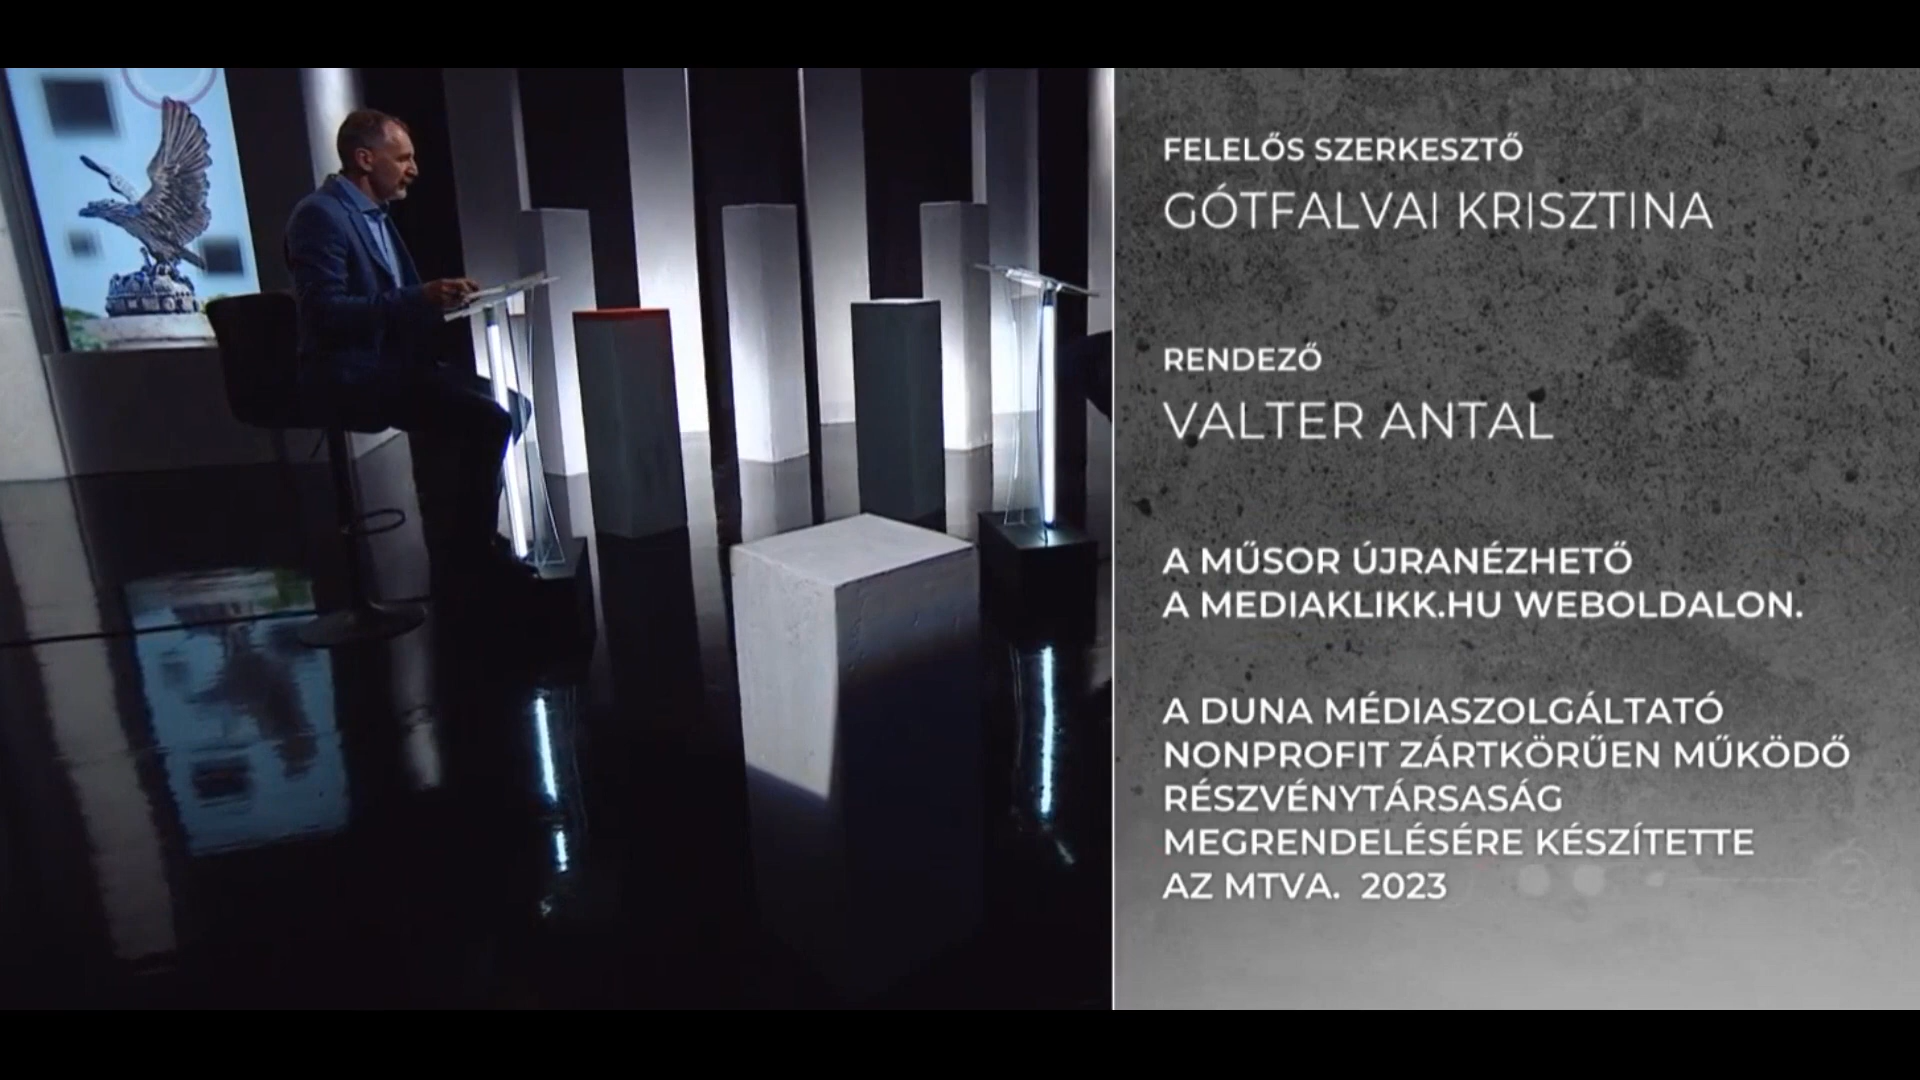 FELELŐS SZERKESZTŐ
GÓTFALVAI KRISZTINA
RENDEZŐ
VALTER ANTAL
A MŰSOR ÚJRANÉZHETŐ
A MEDIAKLIKK.HU WEBOLDALON.
A DUNA MÉDIASZOLGÁLTATÓ
NONPROFIT ZÁRTKÖRŰEN MŰKÖDŐ
RÉSZVÉNYTÁRSASÁG
MEGRENDELÉSÉRE KÉSZÍTETTE
AZ MTVA. 2023